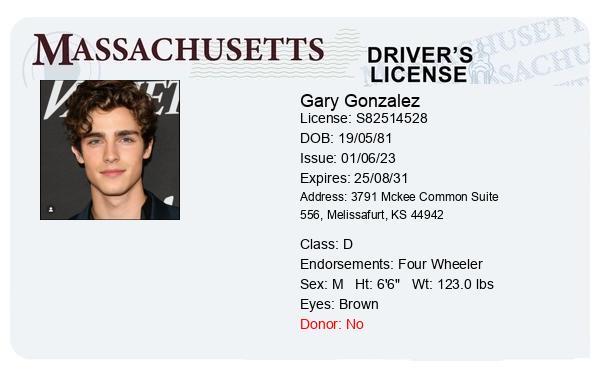 MASSACHUSETTS
DRIVER'S
LICENSE
Gary Gonzalez
License: S82514528
DOB: 19/05/81
Issue: 01/06/23
Expires: 25/08/31
Address: 3791 Mckee Common Suite
556, Melissafurt, KS 44942
Class: D
Endorsements: Four Wheeler
Sex: M Ht: 6'6" Wt: 123.0 lbs
Eyes: Brown
Donor: No